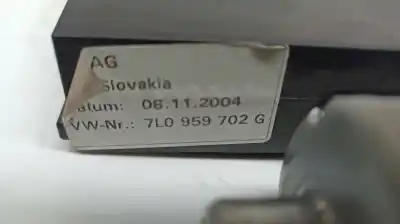 AG
Slovakia
atum: 08.11.2004
VW-Nr.: 7L0 959 702 G